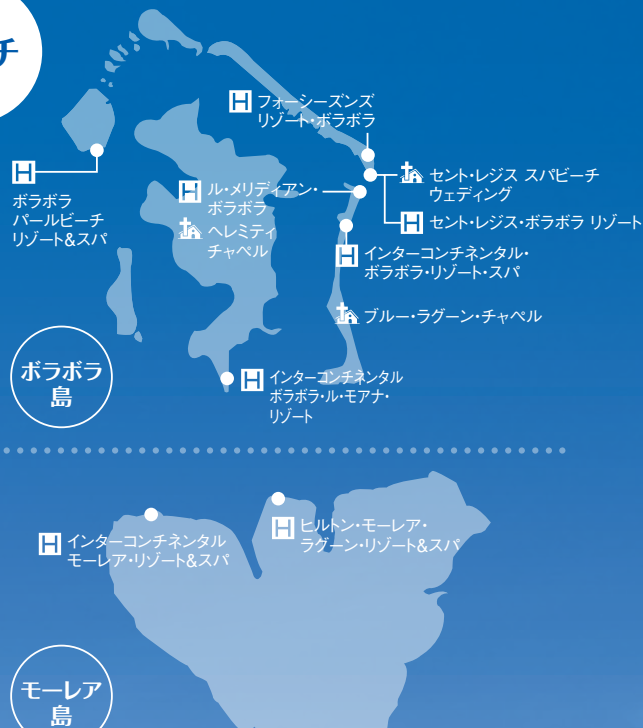 チ
フォーシーズンズ
リゾート・ボラボラ
ボラボラ
パールビーチ
リゾート&スパ
ル・メリディアン・
ボラボラ
ヘレミティ
チャペル
セント・レジス スパビーチ
ウェディング
セント・レジス・ボラボラ リゾート
インターコンチネンタル・
ボラボラ・リゾート・スパ
ブルー・ラグーン・チャペル
ボラボラ
島
インターコンチネンタル
ボラボラ・ル・モアナ・
リゾート
インターコンチネンタル
モーレア・リゾート&スパ
ヒルトン・モーレア・
ラグーン・リゾート&スパ
モーレア
島